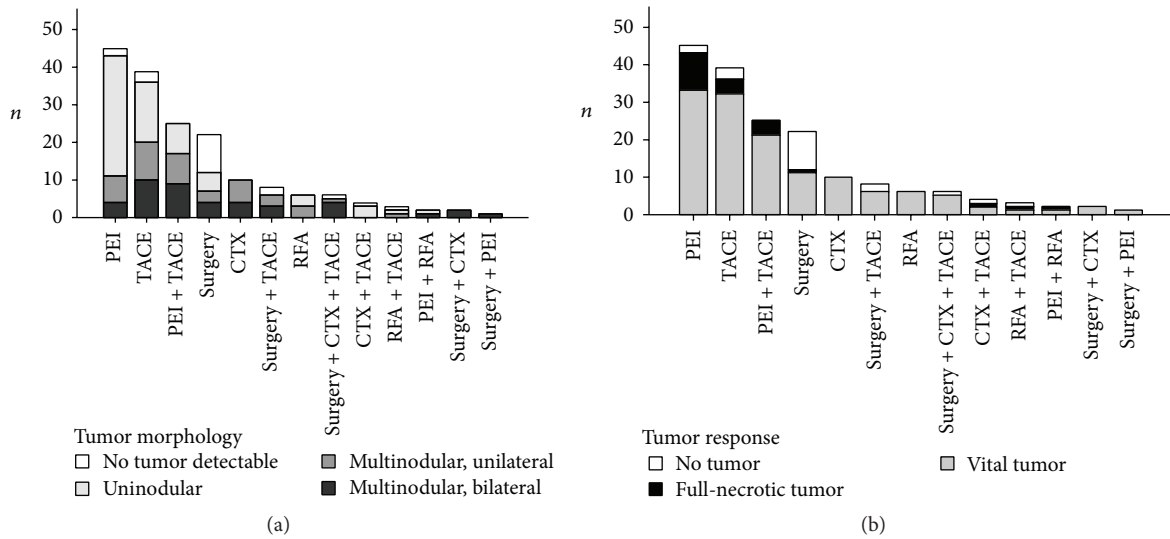 50
40
30
n
20
10
0
PEI
TACE
PEI + TACE
Surgery
CTX
Surgery + TACE
RFA
Surgery + CTX + TACE
CTX + TACE
RFA + TACE
PEI + RFA
Surgery + CTX
Surgery + PEI
Tumor morphology
No tumor detectable
Uninodular
Multinodular, unilateral
Multinodular, bilateral
(a)
50
40
30
n
20
10
0
PEI
TACE
PEI + TACE
Surgery
CTX
Surgery + TACE
RFA
Surgery + CTX + TACE
CTX + TACE
RFA + TACE
PEI + RFA
Surgery + CTX
Surgery + PEI
Tumor response
No tumor
Full-necrotic tumor
Vital tumor
(b)